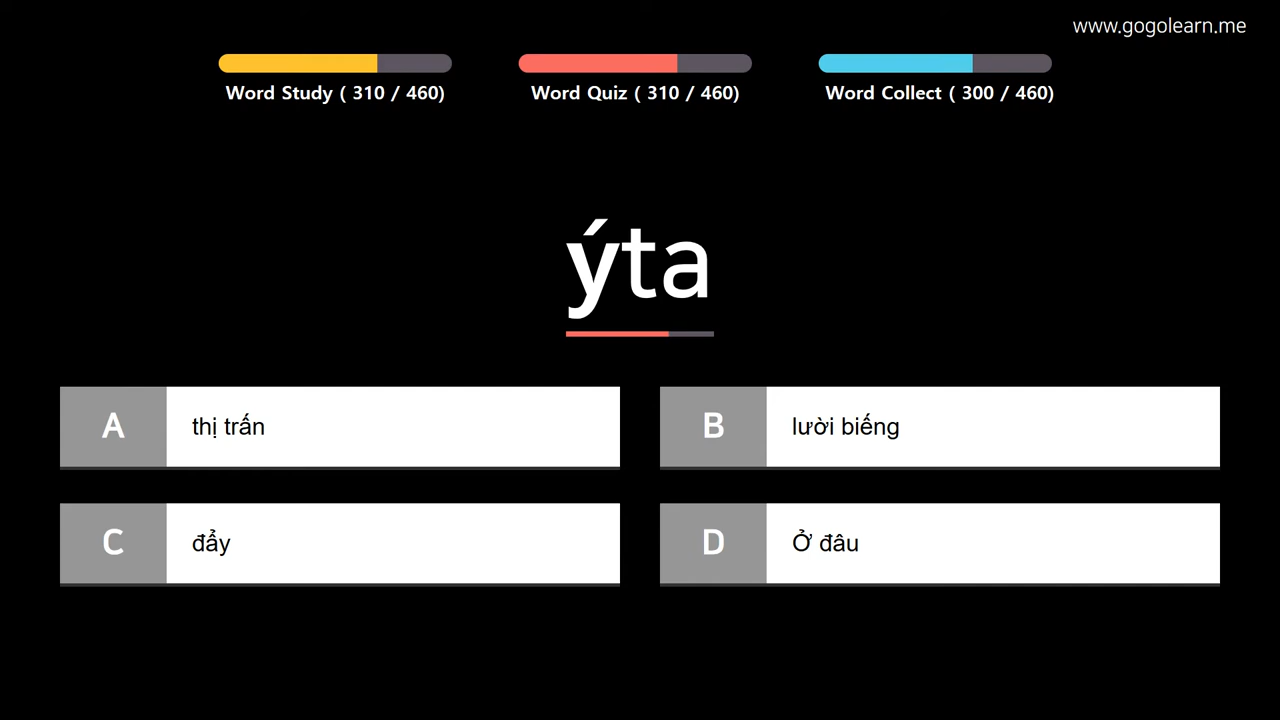 www.gogolearn.me
Word Study ( 310 / 460)
Word Quiz ( 310 / 460)
Word Collect ( 300 / 460)
ýta
A thị trấn
B lười biếng
C đẩy
D Ở đâu